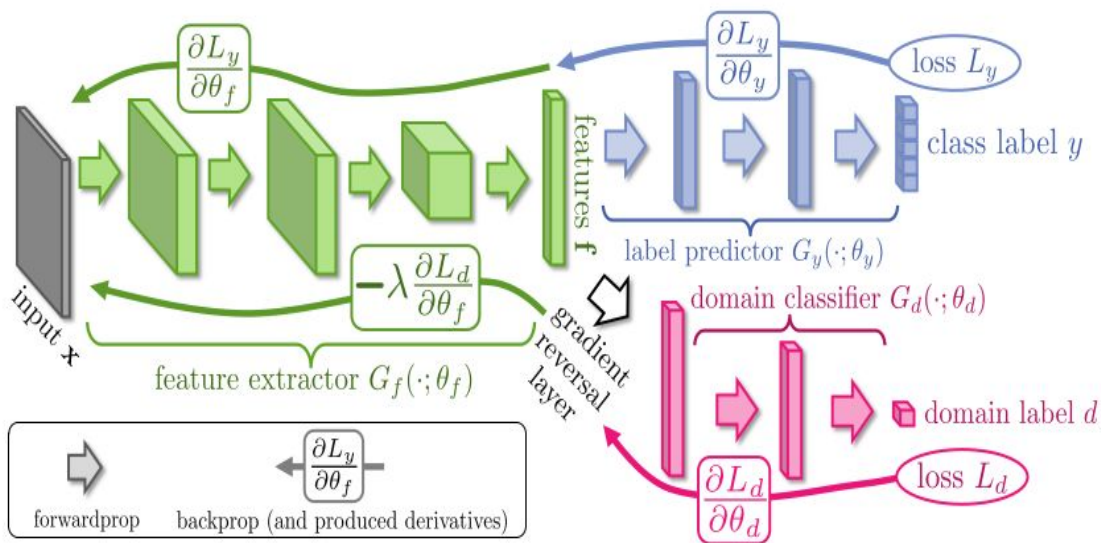 ∂L_y/∂θ_f
∂L_y/∂θ_y
loss L_y
features f
class label y
label predictor G_y(·; θ_y)
−λ ∂L_d/∂θ_f
input x
feature extractor G_f(·; θ_f)
gradient
reversal
layer
domain classifier G_d(·; θ_d)
domain label d
∂L_d/∂θ_d
loss L_d
∂L_y/∂θ_f
forwardprop
backprop (and produced derivatives)